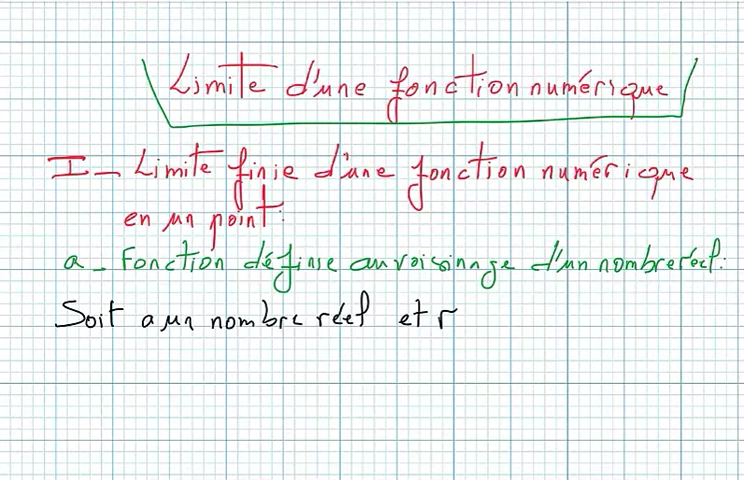 Limite d'une fonction numérique
I - Limite finie d'une fonction numérique
en un point:
a - Fonction définie au voisinage d'un nombre réel:
Soit a un nombre réel et r